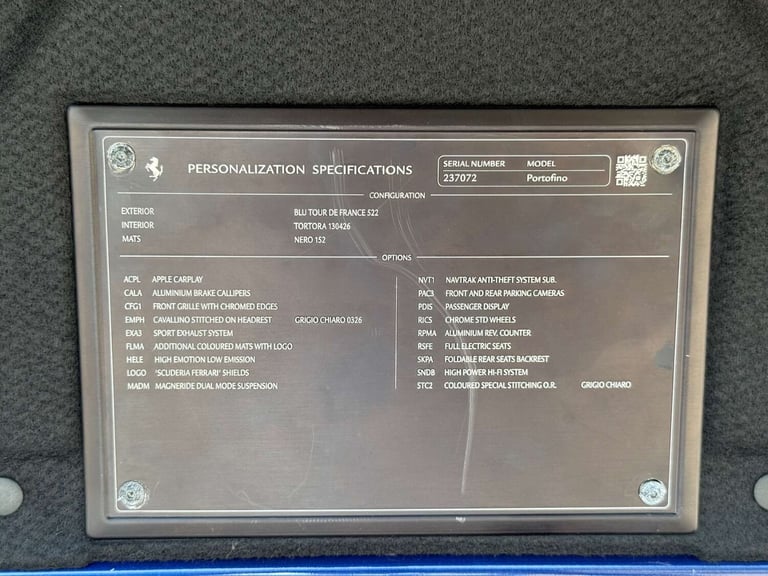 PERSONALIZATION SPECIFICATIONS
SERIAL NUMBER MODEL
237072 Portofino
CONFIGURATION
EXTERIOR BLU TOUR DE FRANCE 522
INTERIOR TORTORA 130426
MATS NERO 152
OPTIONS
ACPL APPLE CARPLAY
CALA ALUMINIUM BRAKE CALLIPERS
CFG1 FRONT GRILLE WITH CHROMED EDGES
EMPH CAVALLINO STITCHED ON HEADREST GRIGIO CHIARO 0326
EXA3 SPORT EXHAUST SYSTEM
FLMA ADDITIONAL COLOURED MATS WITH LOGO
HELE HIGH EMOTION LOW EMISSION
LOGO 'SCUDERIA FERRARI' SHIELDS
MADM MAGNERIDE DUAL MODE SUSPENSION
NVT1 NAVTRAK ANTI-THEFT SYSTEM SUB.
PAC3 FRONT AND REAR PARKING CAMERAS
PDIS PASSENGER DISPLAY
RICS CHROME STD WHEELS
RPMA ALUMINIUM REV. COUNTER
RSFE FULL ELECTRIC SEATS
SKPA FOLDABLE REAR SEATS BACKREST
SNDB HIGH POWER HI-FI SYSTEM
STC2 COLOURED SPECIAL STITCHING O.R. GRIGIO CHIARO